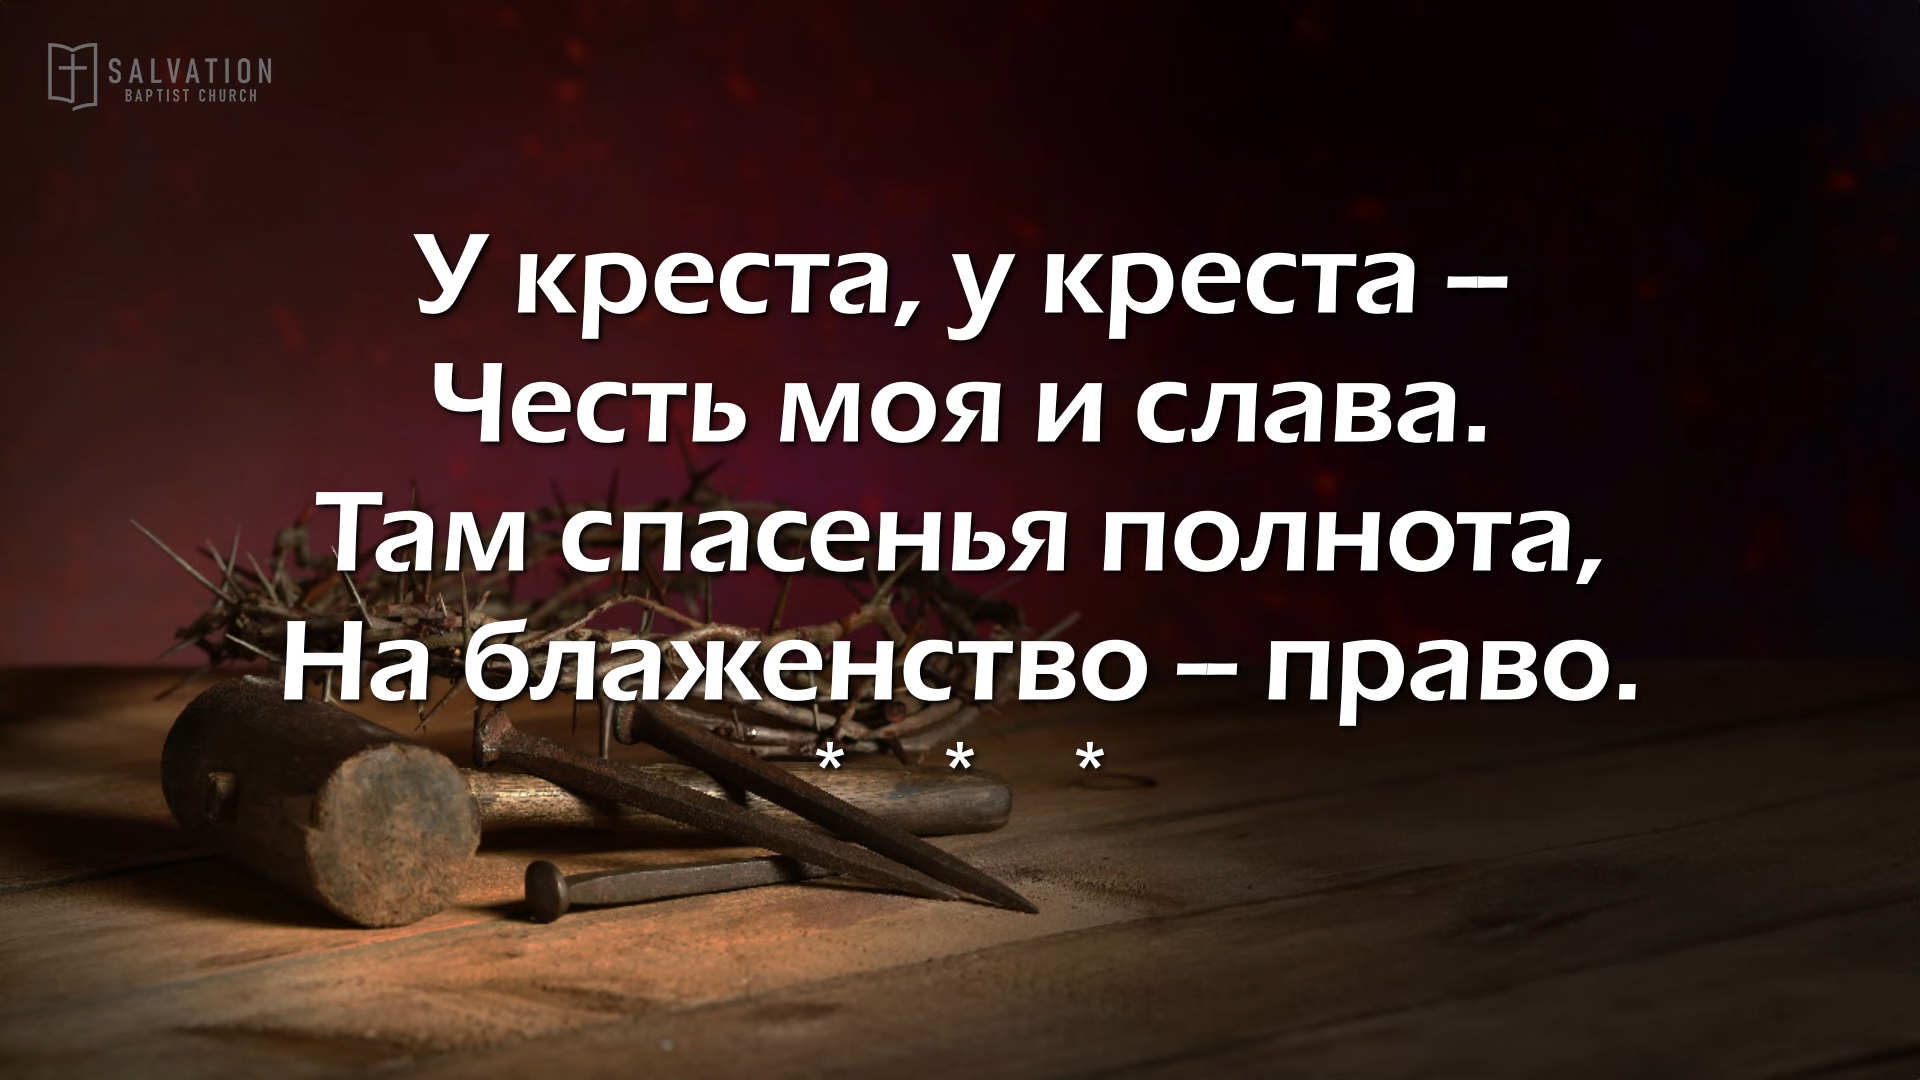 SALVATION
BAPTIST CHURCH
У креста, у креста –
Честь моя и слава.
Там спасенья полнота,
На блаженство – право.
* * *